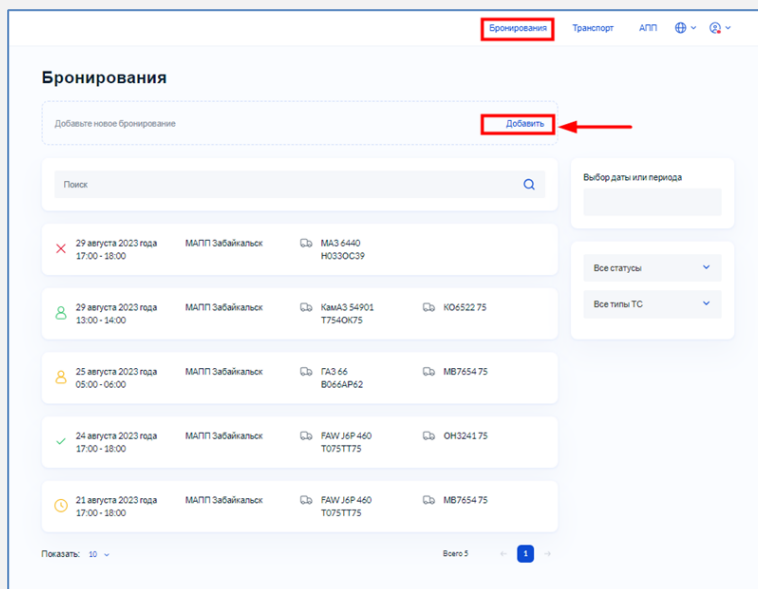 Бронирования Транспорт АПП
Бронирования
Добавьте новое бронирование Добавить
Поиск
Выбор даты или периода
Все статусы
Все типы ТС
29 августа 2023 года МАПП Забайкальск МАЗ 6440
17:00 - 18:00 Н033ОС39
29 августа 2023 года МАПП Забайкальск КамАЗ 54901 КО6522 75
13:00 - 14:00 Т754ОК75
25 августа 2023 года МАПП Забайкальск ГАЗ 66 МВ7654 75
05:00 - 06:00 В066АР62
24 августа 2023 года МАПП Забайкальск FAW J6P 460 ОН3241 75
17:00 - 18:00 Т075ТТ75
21 августа 2023 года МАПП Забайкальск FAW J6P 460 МВ7654 75
17:00 - 18:00 Т075ТТ75
Показать: 10 Всего 5 1